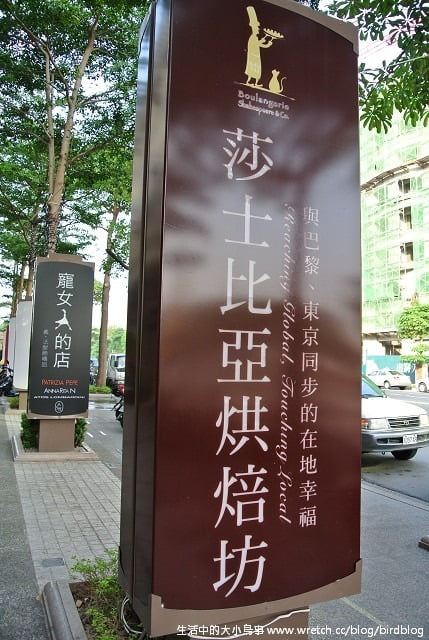 Boulangerie
Shakespeare & Co.
莎士比亞烘焙坊
Reaching Global. Touching Local
與巴黎、東京同步的在地幸福
寵女人的店
PATRIZIA PEPE
ANNARITA N
生活中的大小鳥事 www.wretch.cc/blog/birdblog